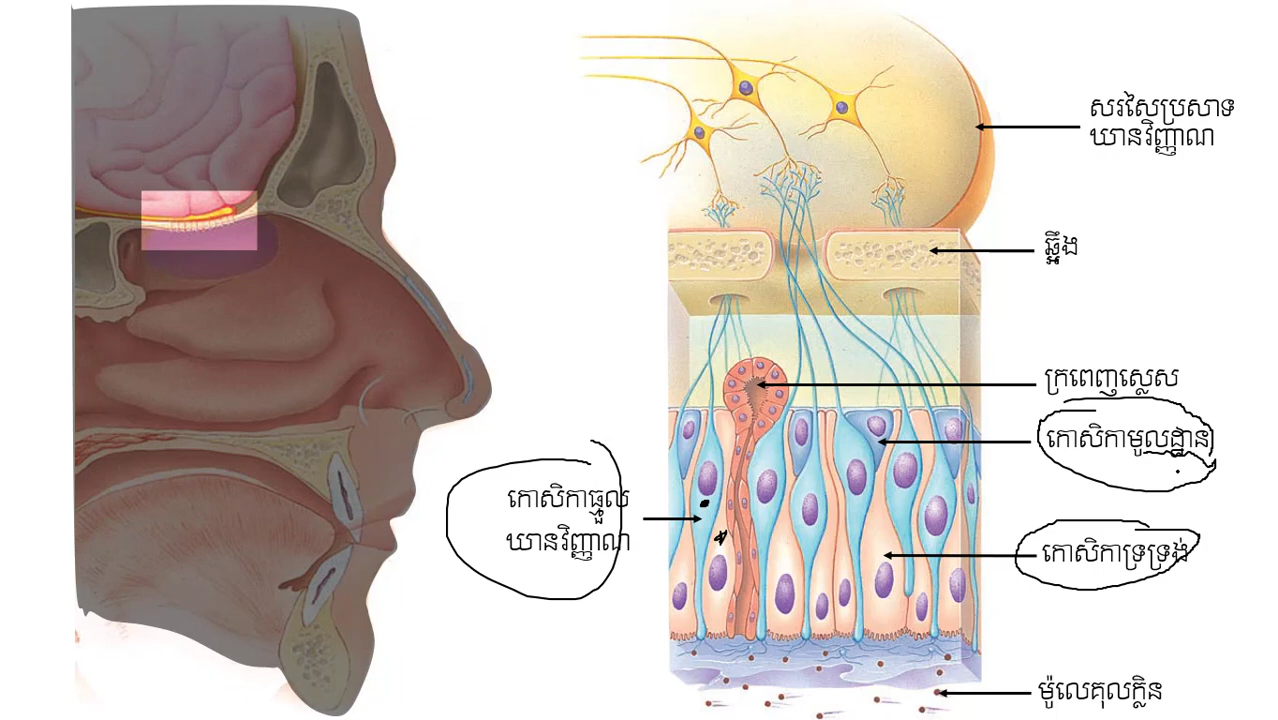 សរសៃប្រសាទ
ឃានវិញ្ញាណ
ឆ្អឹង
ក្រពេញស្លេស
កោសិកាមូលដ្ឋាន
កោសិកាធ្មួល
ឃានវិញ្ញាណ
កោសិកាទ្រទ្រង់
ម៉ូលេគុលក្លិន